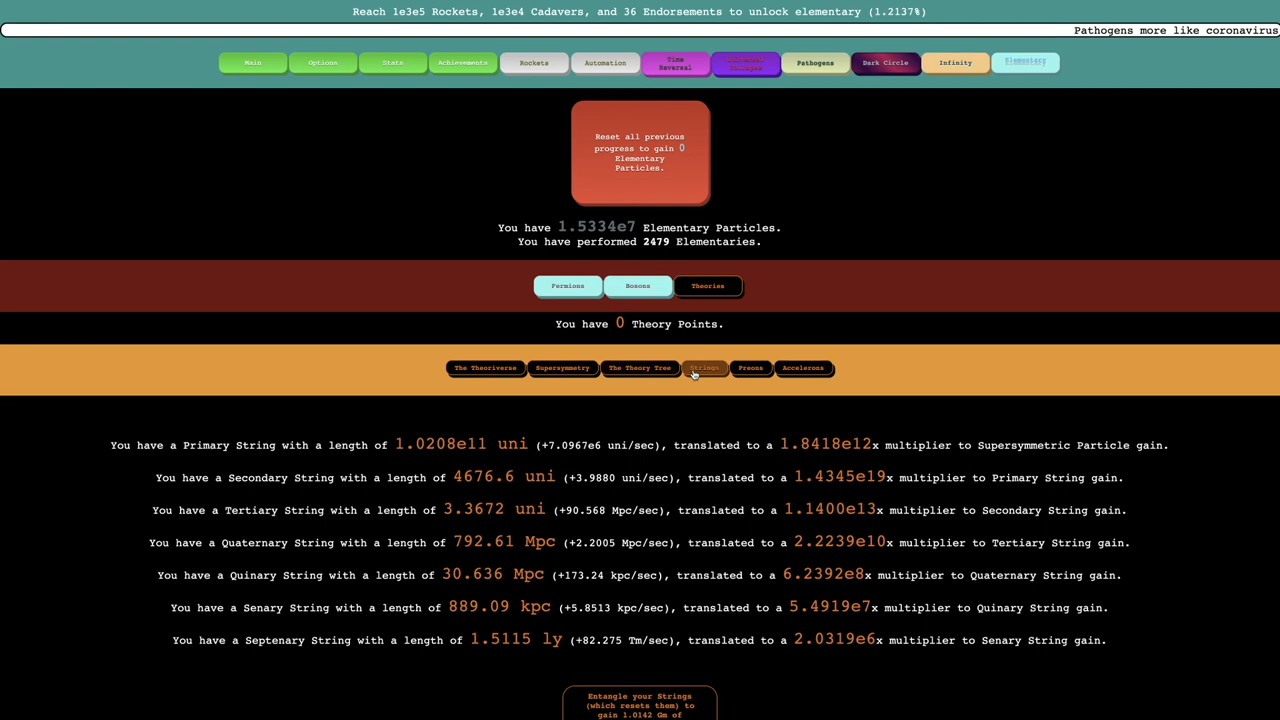 Reach 1e3e5 Rockets, 1e3e4 Cadavers, and 36 Endorsements to unlock elementary (1.2137%)
Pathogens more like coronavirus
Main
Options
Stats
Achievements
Rockets
Automation
Time
Reversal
Pathogens
Dark Circle
Infinity
Elementary
Reset all previous
progress to gain 0
Elementary
Particles.
You have 1.5334e7 Elementary Particles.
You have performed 2479 Elementaries.
Fermions
Bosons
Theories
You have 0 Theory Points.
The Theoriverse
Supersymmetry
The Theory Tree
Strings
Preons
Accelerons
You have a Primary String with a length of 1.0208e11 uni (+7.0967e6 uni/sec), translated to a 1.8418e12x multiplier to Supersymmetric Particle gain.
You have a Secondary String with a length of 4676.6 uni (+3.9880 uni/sec), translated to a 1.4345e19x multiplier to Primary String gain.
You have a Tertiary String with a length of 3.3672 uni (+90.568 Mpc/sec), translated to a 1.1400e13x multiplier to Secondary String gain.
You have a Quaternary String with a length of 792.61 Mpc (+2.2005 Mpc/sec), translated to a 2.2239e10x multiplier to Tertiary String gain.
You have a Quinary String with a length of 30.636 Mpc (+173.24 kpc/sec), translated to a 6.2392e8x multiplier to Quaternary String gain.
You have a Senary String with a length of 889.09 kpc (+5.8513 kpc/sec), translated to a 5.4919e7x multiplier to Quinary String gain.
You have a Septenary String with a length of 1.5115 ly (+82.275 Tm/sec), translated to a 2.0319e6x multiplier to Senary String gain.
Entangle your Strings
(which resets them) to
gain 1.0142 Gm of